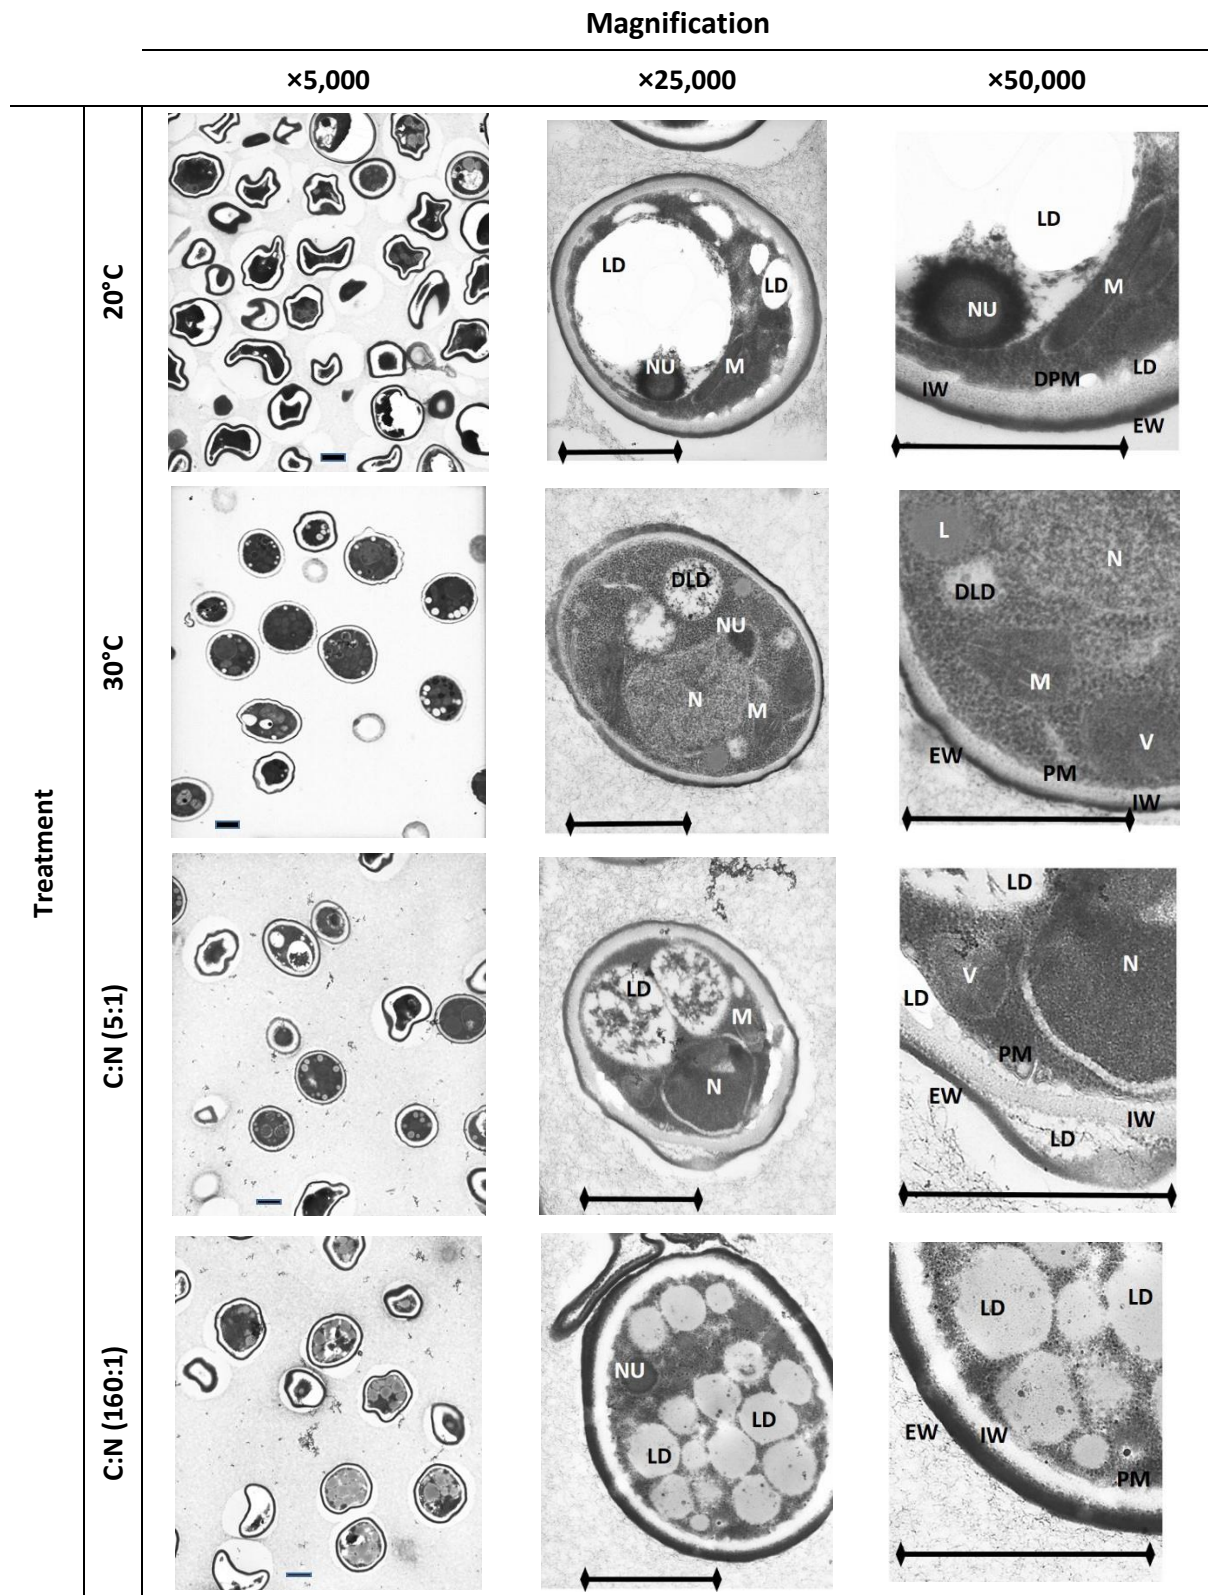 Magnification
×5,000 ×25,000 ×50,000
Treatment
20°C
LD
LD
NU
M
LD
M
NU
DPM
LD
IW
EW
30°C
DLD
NU
N
M
L
N
DLD
M
V
EW
PM
IW
C:N (5:1)
LD
M
N
LD
V
N
LD
PM
EW
IW
LD
C:N (160:1)
NU
LD
LD
LD
LD
EW
IW
PM